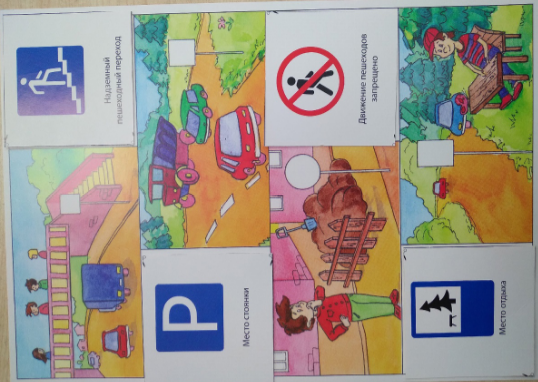 Надземный
пешеходный переход
Движение пешеходов
запрещено
P
Место стоянки
Место отдыха